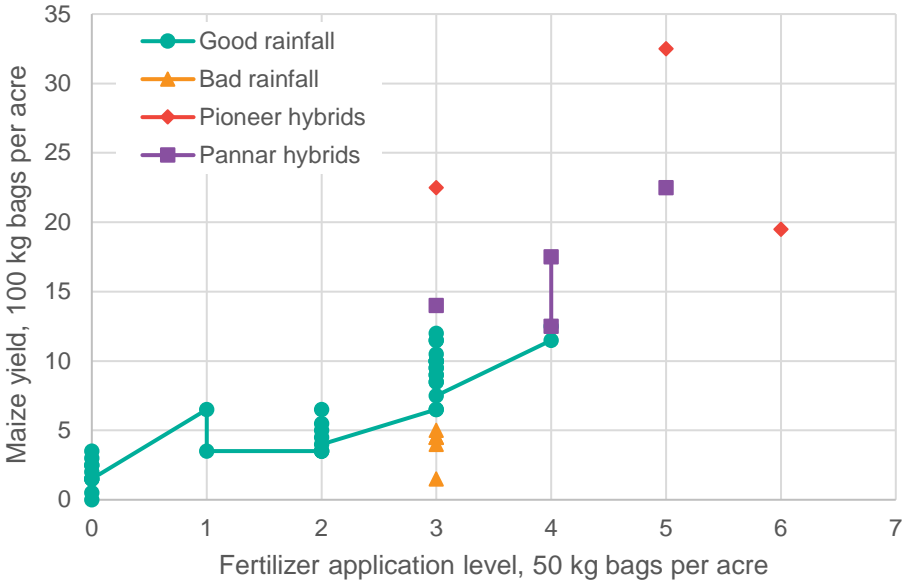 Maize yield, 100 kg bags per acre
35
30
25
20
15
10
5
0
Good rainfall
Bad rainfall
Pioneer hybrids
Pannar hybrids
0 1 2 3 4 5 6 7
Fertilizer application level, 50 kg bags per acre